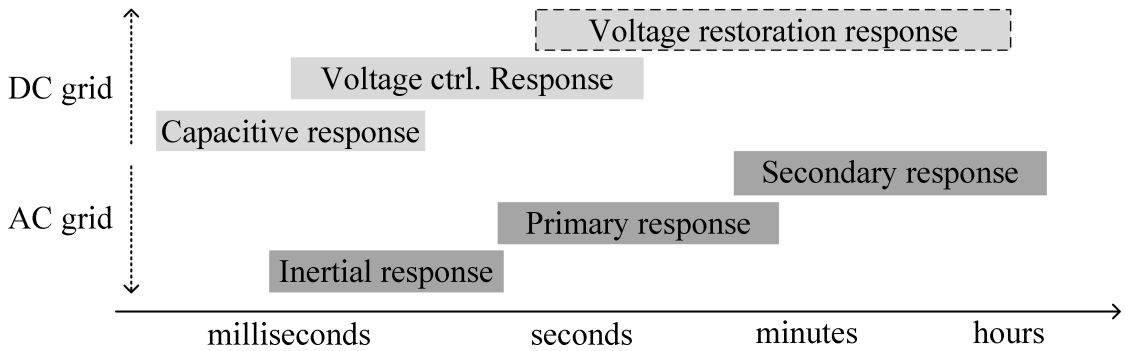 Voltage restoration response
DC grid
Voltage ctrl. Response
Capacitive response
Secondary response
AC grid
Primary response
Inertial response
milliseconds
seconds
minutes
hours